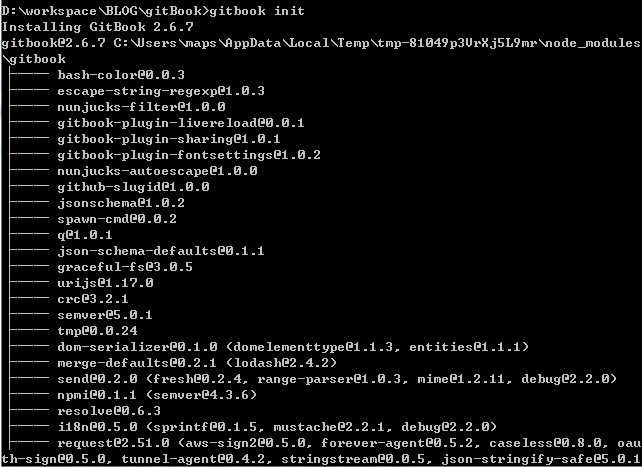 D:\workspace\BLOG\gitBook>gitbook init
Installing GitBook 2.6.7
gitbook@2.6.7 C:\Users\maps\AppData\Local\Temp\tmp-81049p3VrXj5L9mr\node_modules
\gitbook
├── bash-color@0.0.3
├── escape-string-regexp@1.0.3
├── nunjucks-filter@1.0.0
├── gitbook-plugin-livereload@0.0.1
├── gitbook-plugin-sharing@1.0.1
├── gitbook-plugin-fontsettings@1.0.2
├── nunjucks-autoescape@1.0.0
├── github-slugid@1.0.0
├── jsonschema@1.0.2
├── spawn-cmd@0.0.2
├── q@1.0.1
├── json-schema-defaults@0.1.1
├── graceful-fs@3.0.5
├── urijs@1.17.0
├── crc@3.2.1
├── semver@5.0.1
├── tmp@0.0.24
├── dom-serializer@0.1.0 (domelementtype@1.1.3, entities@1.1.1)
├── merge-defaults@0.2.1 (lodash@2.4.2)
├── send@0.2.0 (fresh@0.2.4, range-parser@1.0.3, mime@1.2.11, debug@2.2.0)
├── npmi@0.1.1 (semver@4.3.6)
├── resolve@0.6.3
├── i18n@0.5.0 (sprintf@0.1.5, mustache@2.2.1, debug@2.2.0)
├── request@2.51.0 (aws-sign2@0.5.0, forever-agent@0.5.2, caseless@0.8.0, oau
th-sign@0.5.0, tunnel-agent@0.4.2, stringstream@0.0.5, json-stringify-safe@5.0.1